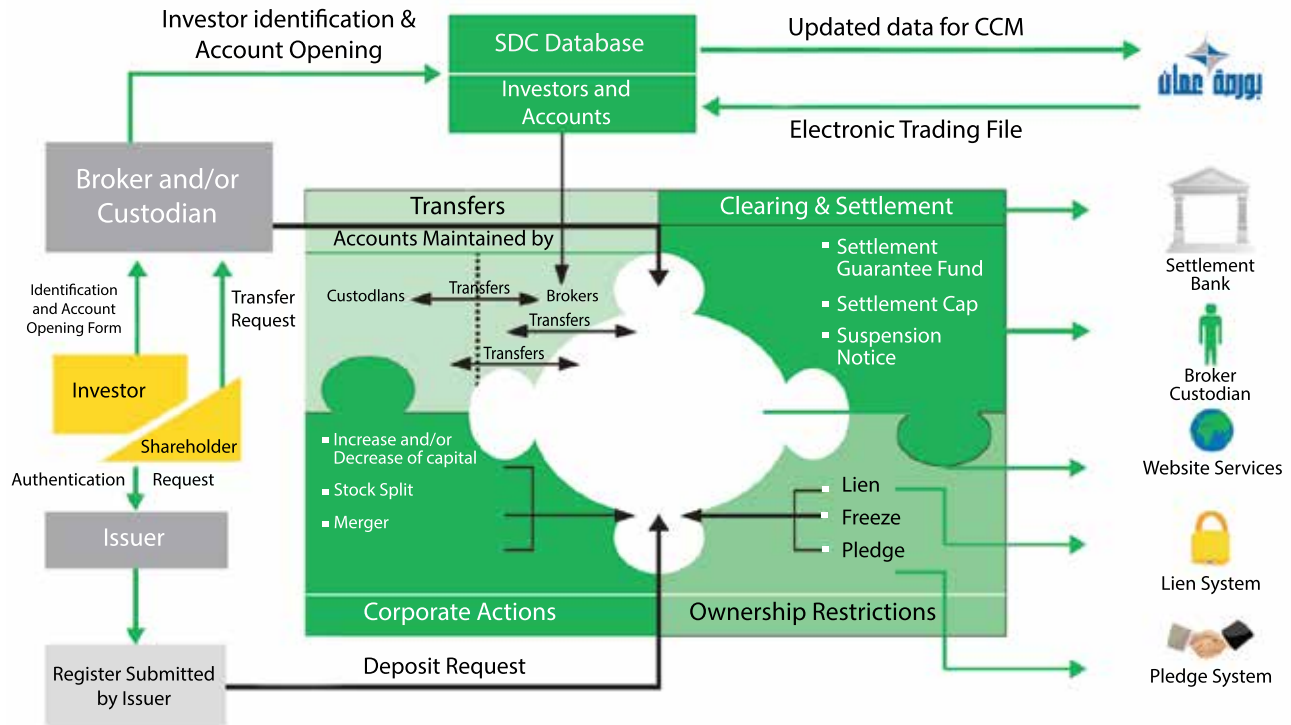 Investor identification &
Account Opening
SDC Database
Investors and
Accounts
Updated data for CCM
Electronic Trading File
بورصة عمان
Broker and/or
Custodian
Identification
and Account
Opening Form
Transfer
Request
Investor
Shareholder
Authentication Request
Issuer
Register Submitted
by Issuer
Deposit Request
Transfers
Accounts Maintained by
Custodlans
Transfers
Brokers
Transfers
Transfers
Clearing & Settlement
Settlement
Guarantee Fund
Settlement Cap
Suspension
Notice
Increase and/or
Decrease of capital
Stock Split
Merger
Corporate Actions
Lien
Freeze
Pledge
Ownership Restrictions
Settlement
Bank
Broker
Custodian
Website Services
Lien System
Pledge System